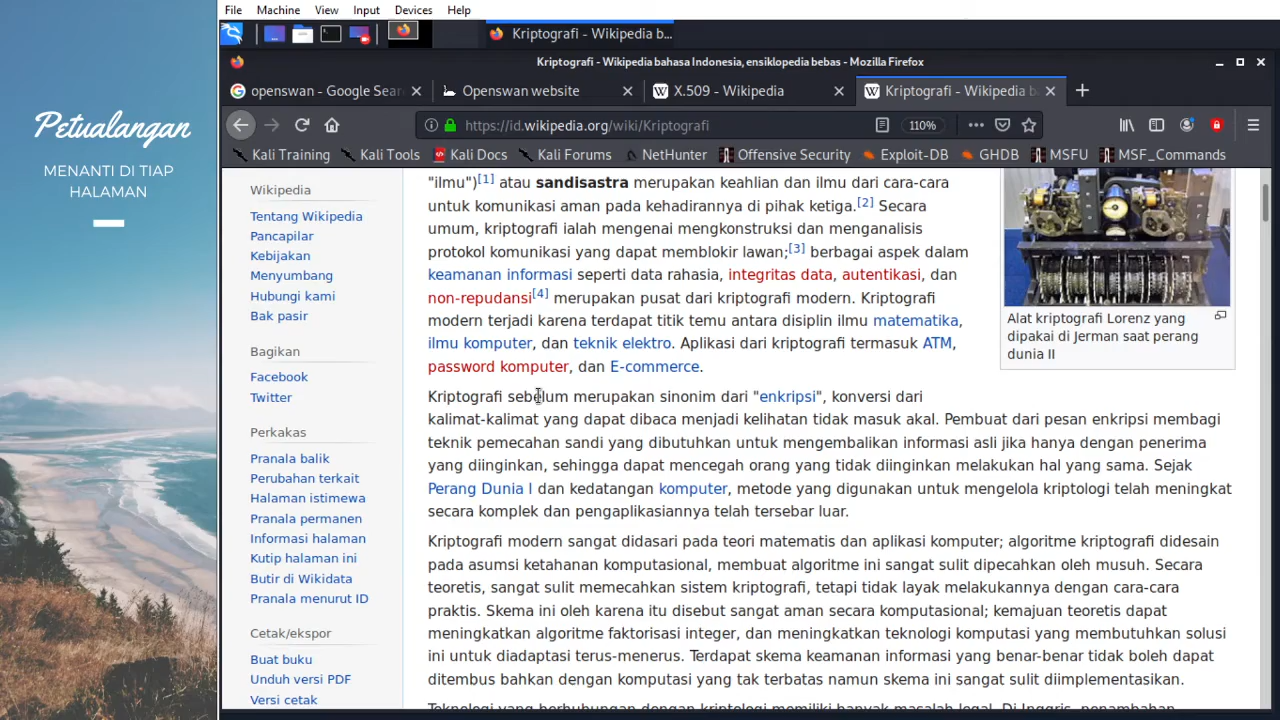 File Machine View Input Devices Help
Kriptografi - Wikipedia b...
Kriptografi - Wikipedia bahasa Indonesia, ensiklopedia bebas - Mozilla Firefox
openswan - Google Sear
Openswan website
X.509 - Wikipedia
Kriptografi - Wikipedia b
https://id.wikipedia.org/wiki/Kriptografi
110%
Kali Training Kali Tools Kali Docs Kali Forums NetHunter Offensive Security Exploit-DB GHDB MSFU MSF_Commands
Petualangan
MENANTI DI TIAP
HALAMAN
Wikipedia
Tentang Wikipedia
Pancapilar
Kebijakan
Menyumbang
Hubungi kami
Bak pasir
Bagikan
Facebook
Twitter
Perkakas
Pranala balik
Perubahan terkait
Halaman istimewa
Pranala permanen
Informasi halaman
Kutip halaman ini
Butir di Wikidata
Pranala menurut ID
Cetak/ekspor
Buat buku
Unduh versi PDF
Versi cetak
"ilmu")[1] atau sandisastra merupakan keahlian dan ilmu dari cara-cara
untuk komunikasi aman pada kehadirannya di pihak ketiga.[2] Secara
umum, kriptografi ialah mengenai mengkonstruksi dan menganalisis
protokol komunikasi yang dapat memblokir lawan;[3] berbagai aspek dalam
keamanan informasi seperti data rahasia, integritas data, autentikasi, dan
non-repudansi[4] merupakan pusat dari kriptografi modern. Kriptografi
modern terjadi karena terdapat titik temu antara disiplin ilmu matematika,
ilmu komputer, dan teknik elektro. Aplikasi dari kriptografi termasuk ATM,
password komputer, dan E-commerce.
Alat kriptografi Lorenz yang
dipakai di Jerman saat perang
dunia II
Kriptografi sebelum merupakan sinonim dari "enkripsi", konversi dari
kalimat-kalimat yang dapat dibaca menjadi kelihatan tidak masuk akal. Pembuat dari pesan enkripsi membagi
teknik pemecahan sandi yang dibutuhkan untuk mengembalikan informasi asli jika hanya dengan penerima
yang diinginkan, sehingga dapat mencegah orang yang tidak diinginkan melakukan hal yang sama. Sejak
Perang Dunia I dan kedatangan komputer, metode yang digunakan untuk mengelola kriptologi telah meningkat
secara komplek dan pengaplikasiannya telah tersebar luar.
Kriptografi modern sangat didasari pada teori matematis dan aplikasi komputer; algoritme kriptografi didesain
pada asumsi ketahanan komputasional, membuat algoritme ini sangat sulit dipecahkan oleh musuh. Secara
teoretis, sangat sulit memecahkan sistem kriptografi, tetapi tidak layak melakukannya dengan cara-cara
praktis. Skema ini oleh karena itu disebut sangat aman secara komputasional; kemajuan teoretis dapat
meningkatkan algoritme faktorisasi integer, dan meningkatkan teknologi komputasi yang membutuhkan solusi
ini untuk diadaptasi terus-menerus. Terdapat skema keamanan informasi yang benar-benar tidak boleh dapat
ditembus bahkan dengan komputasi yang tak terbatas namun skema ini sangat sulit diimplementasikan.
Teknologi yang berhubungan dengan kriptologi memiliki banyak masalah legal. Di Inggris, penambahan